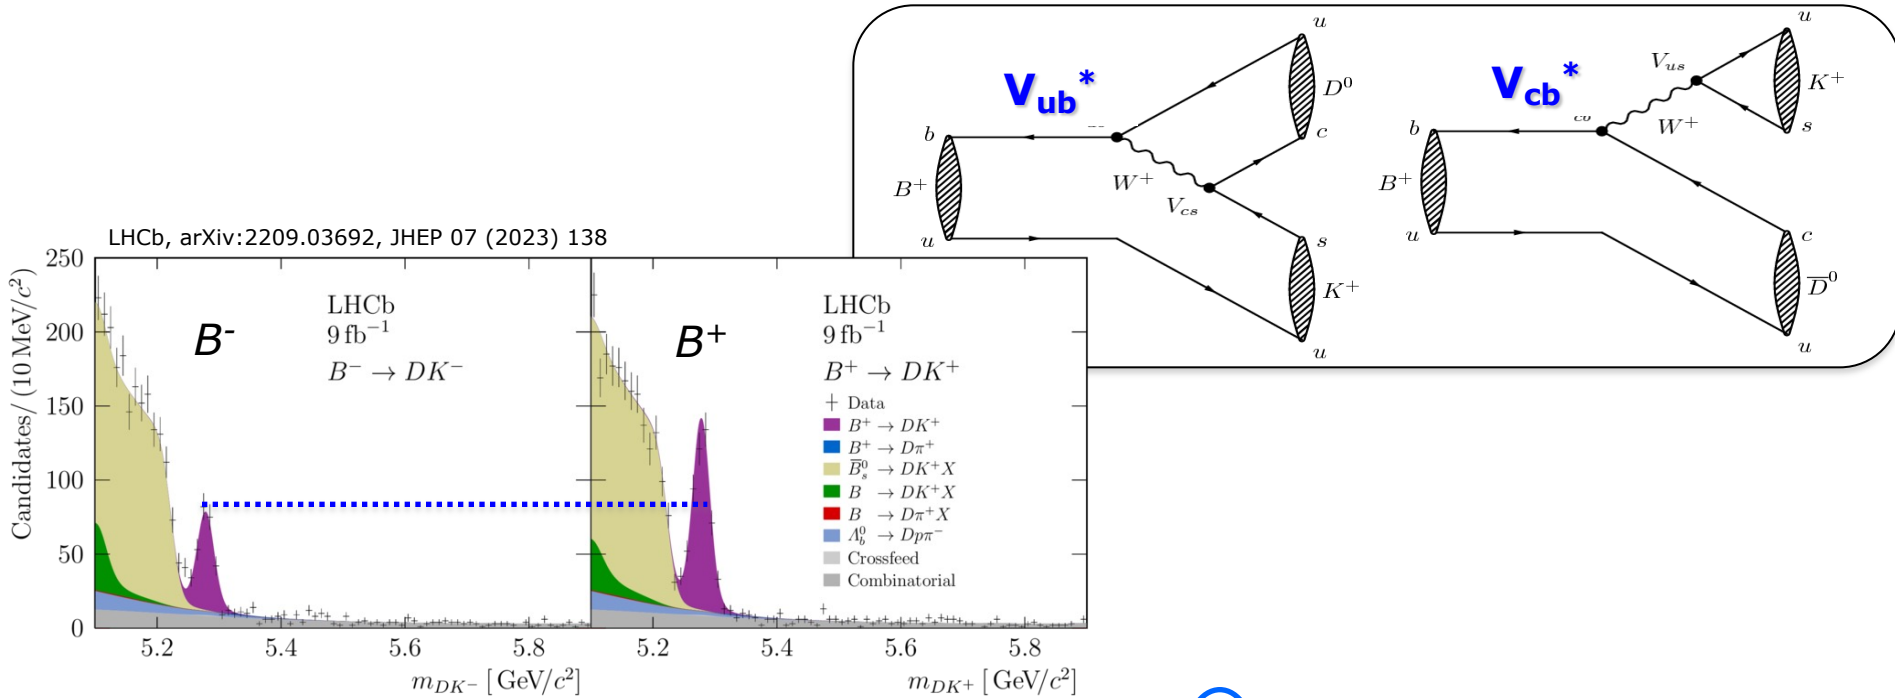 u
V_ub*
D⁰
b
c
B⁺
W⁺
V_cs
u
s
K⁺
u
u
V_us
V_cb*
K⁺
cb
W⁺
b
s
B⁺
u
c
D̅⁰
u
LHCb, arXiv:2209.03692, JHEP 07 (2023) 138
Candidates/ (10 MeV/c²)
250
200
150
100
50
0
B⁻
LHCb
9 fb⁻¹
B⁻ → DK⁻
B⁺
LHCb
9 fb⁻¹
B⁺ → DK⁺
Data
B⁺ → DK⁺
B⁺ → Dπ⁺
B̅⁰_s → DK⁺X
B → DK⁺X
B → Dπ⁺X
Λ⁰_b → Dpπ⁻
Crossfeed
Combinatorial
5.2 5.4 5.6 5.8
5.2 5.4 5.6 5.8
m_DK⁻ [ GeV/c²]
m_DK⁺ [ GeV/c²]